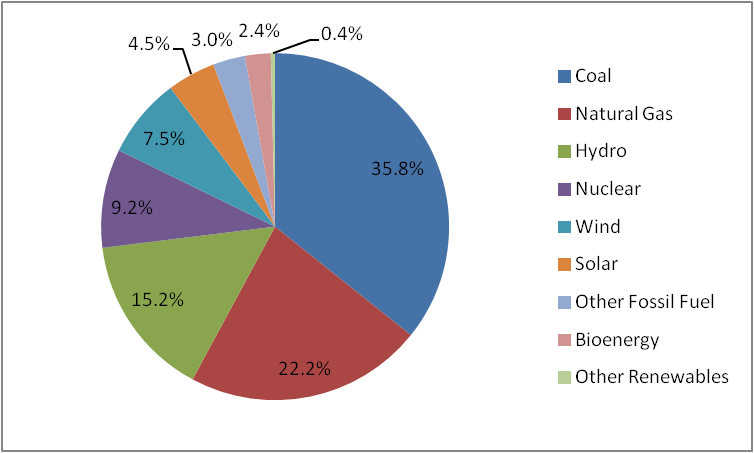 4.5%
3.0%
2.4%
0.4%
35.8%
7.5%
9.2%
15.2%
22.2%
Coal
Natural Gas
Hydro
Nuclear
Wind
Solar
Other Fossil Fuel
Bioenergy
Other Renewables